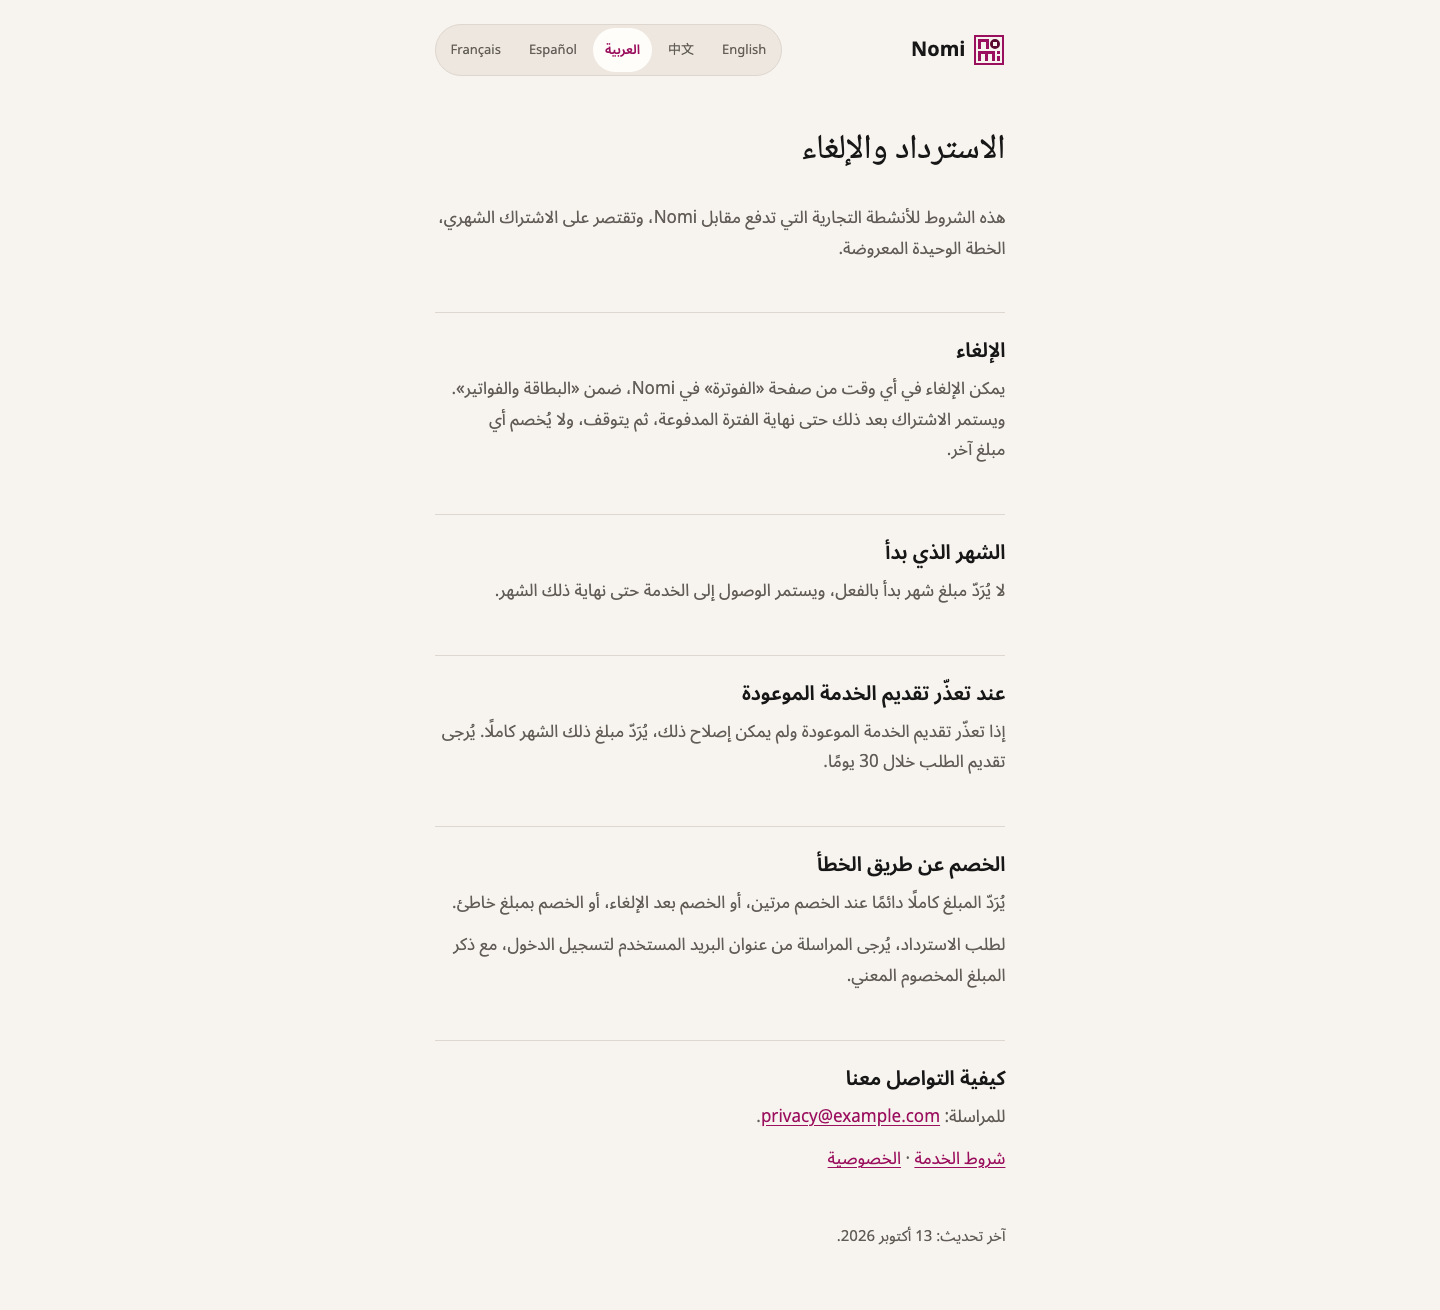 nomi
Nomi
English
中文
العربية
Español
Français
الاسترداد والإلغاء
هذه الشروط للأنشطة التجارية التي تدفع مقابل Nomi، وتقتصر على الاشتراك الشهري،
الخطة الوحيدة المعروضة.
الإلغاء
يمكن الإلغاء في أي وقت من صفحة «الفوترة» في Nomi، ضمن «البطاقة والفواتير».
ويستمر الاشتراك بعد ذلك حتى نهاية الفترة المدفوعة، ثم يتوقف، ولا يُخصم أي
مبلغ آخر.
الشهر الذي بدأ
لا يُرَدّ مبلغ شهر بدأ بالفعل، ويستمر الوصول إلى الخدمة حتى نهاية ذلك الشهر.
عند تعذّر تقديم الخدمة الموعودة
إذا تعذّر تقديم الخدمة الموعودة ولم يمكن إصلاح ذلك، يُرَدّ مبلغ ذلك الشهر كاملًا. يُرجى
تقديم الطلب خلال 30 يومًا.
الخصم عن طريق الخطأ
يُرَدّ المبلغ كاملًا دائمًا عند الخصم مرتين، أو الخصم بعد الإلغاء، أو الخصم بمبلغ خاطئ.
لطلب الاسترداد، يُرجى المراسلة من عنوان البريد المستخدم لتسجيل الدخول، مع ذكر
المبلغ المخصوم المعني.
كيفية التواصل معنا
للمراسلة: privacy@example.com.
شروط الخدمة · الخصوصية
آخر تحديث: 13 أكتوبر 2026.